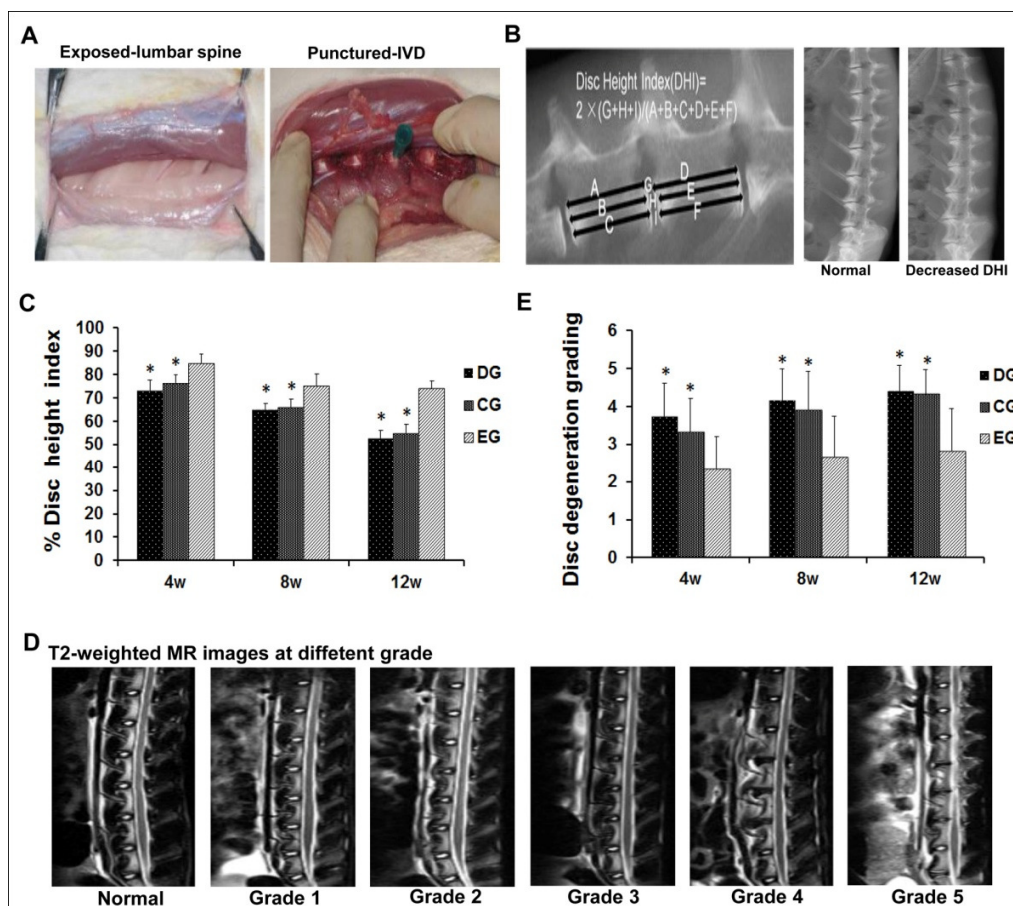 A
Exposed-lumbar spine
Punctured-IVD
B
Disc Height Index(DHI)=
2 ×(G+H+I)/(A+B+C+D+E+F)
A
G
D
B
H
E
C
I
F
Normal
Decreased DHI
C
% Disc height index
100
90
80
70
60
50
40
30
20
10
0
* *
* *
* *
4W
8W
12W
DG
CG
EG
E
Disc degeneration grading
6
5
4
3
2
1
0
* *
* *
* *
4W
8W
12W
DG
CG
EG
D
T2-weighted MR images at diffetent grade
Normal
Grade 1
Grade 2
Grade 3
Grade 4
Grade 5